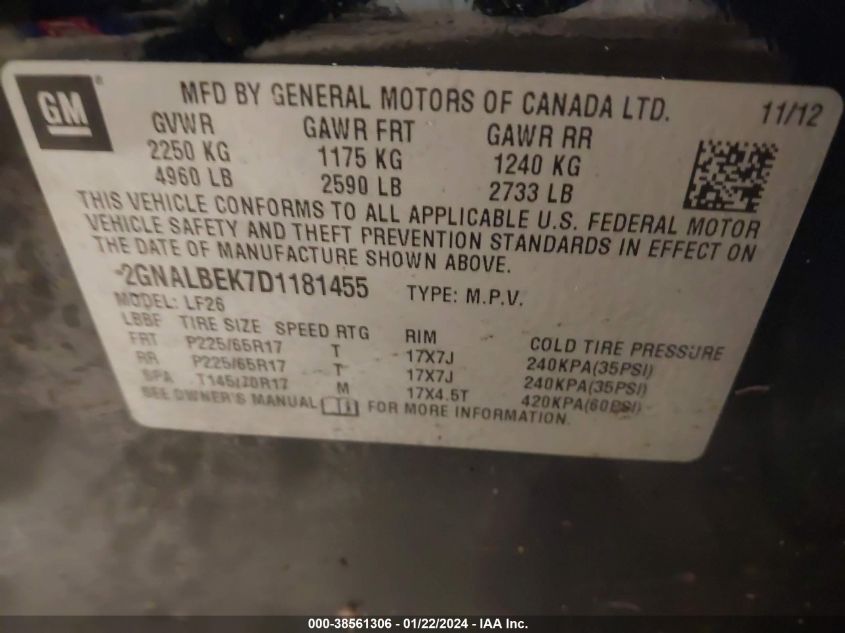 GM ®
MFD BY GENERAL MOTORS OF CANADA LTD. 11/12
GVWR GAWR FRT GAWR RR
2250 KG 1175 KG 1240 KG
4960 LB 2590 LB 2733 LB
THIS VEHICLE CONFORMS TO ALL APPLICABLE U.S. FEDERAL MOTOR
VEHICLE SAFETY AND THEFT PREVENTION STANDARDS IN EFFECT ON
THE DATE OF MANUFACTURE SHOWN ABOVE.
*2GNALBEK7D1181455 TYPE: M.P.V.
MODEL: LF26
LBBF TIRE SIZE SPEED RTG RIM COLD TIRE PRESSURE
FRT P225/65R17 T 17X7J 240KPA(35PSI)
RR P225/65R17 T 17X7J 240KPA(35PSI)
SPA T145/70R17 M 17X4.5T 420KPA(60PSI)
SEE OWNER'S MANUAL FOR MORE INFORMATION.
000-38561306 / 01/22/2024 - IAA Inc.